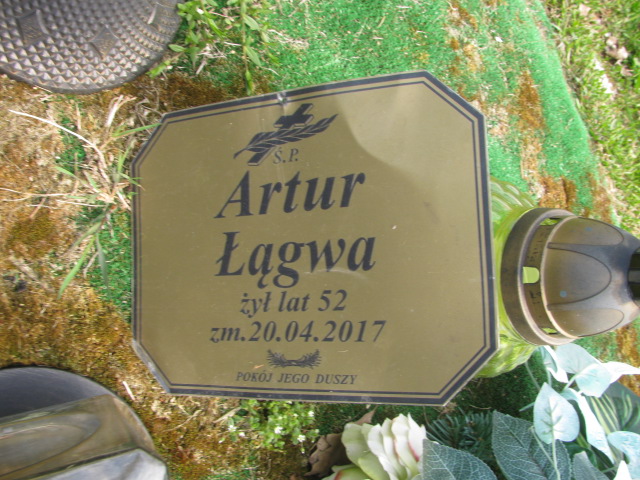 Ś.P.
Artur
Łągwa
żył lat 52
zm.20.04.2017
POKÓJ JEGO DUSZY